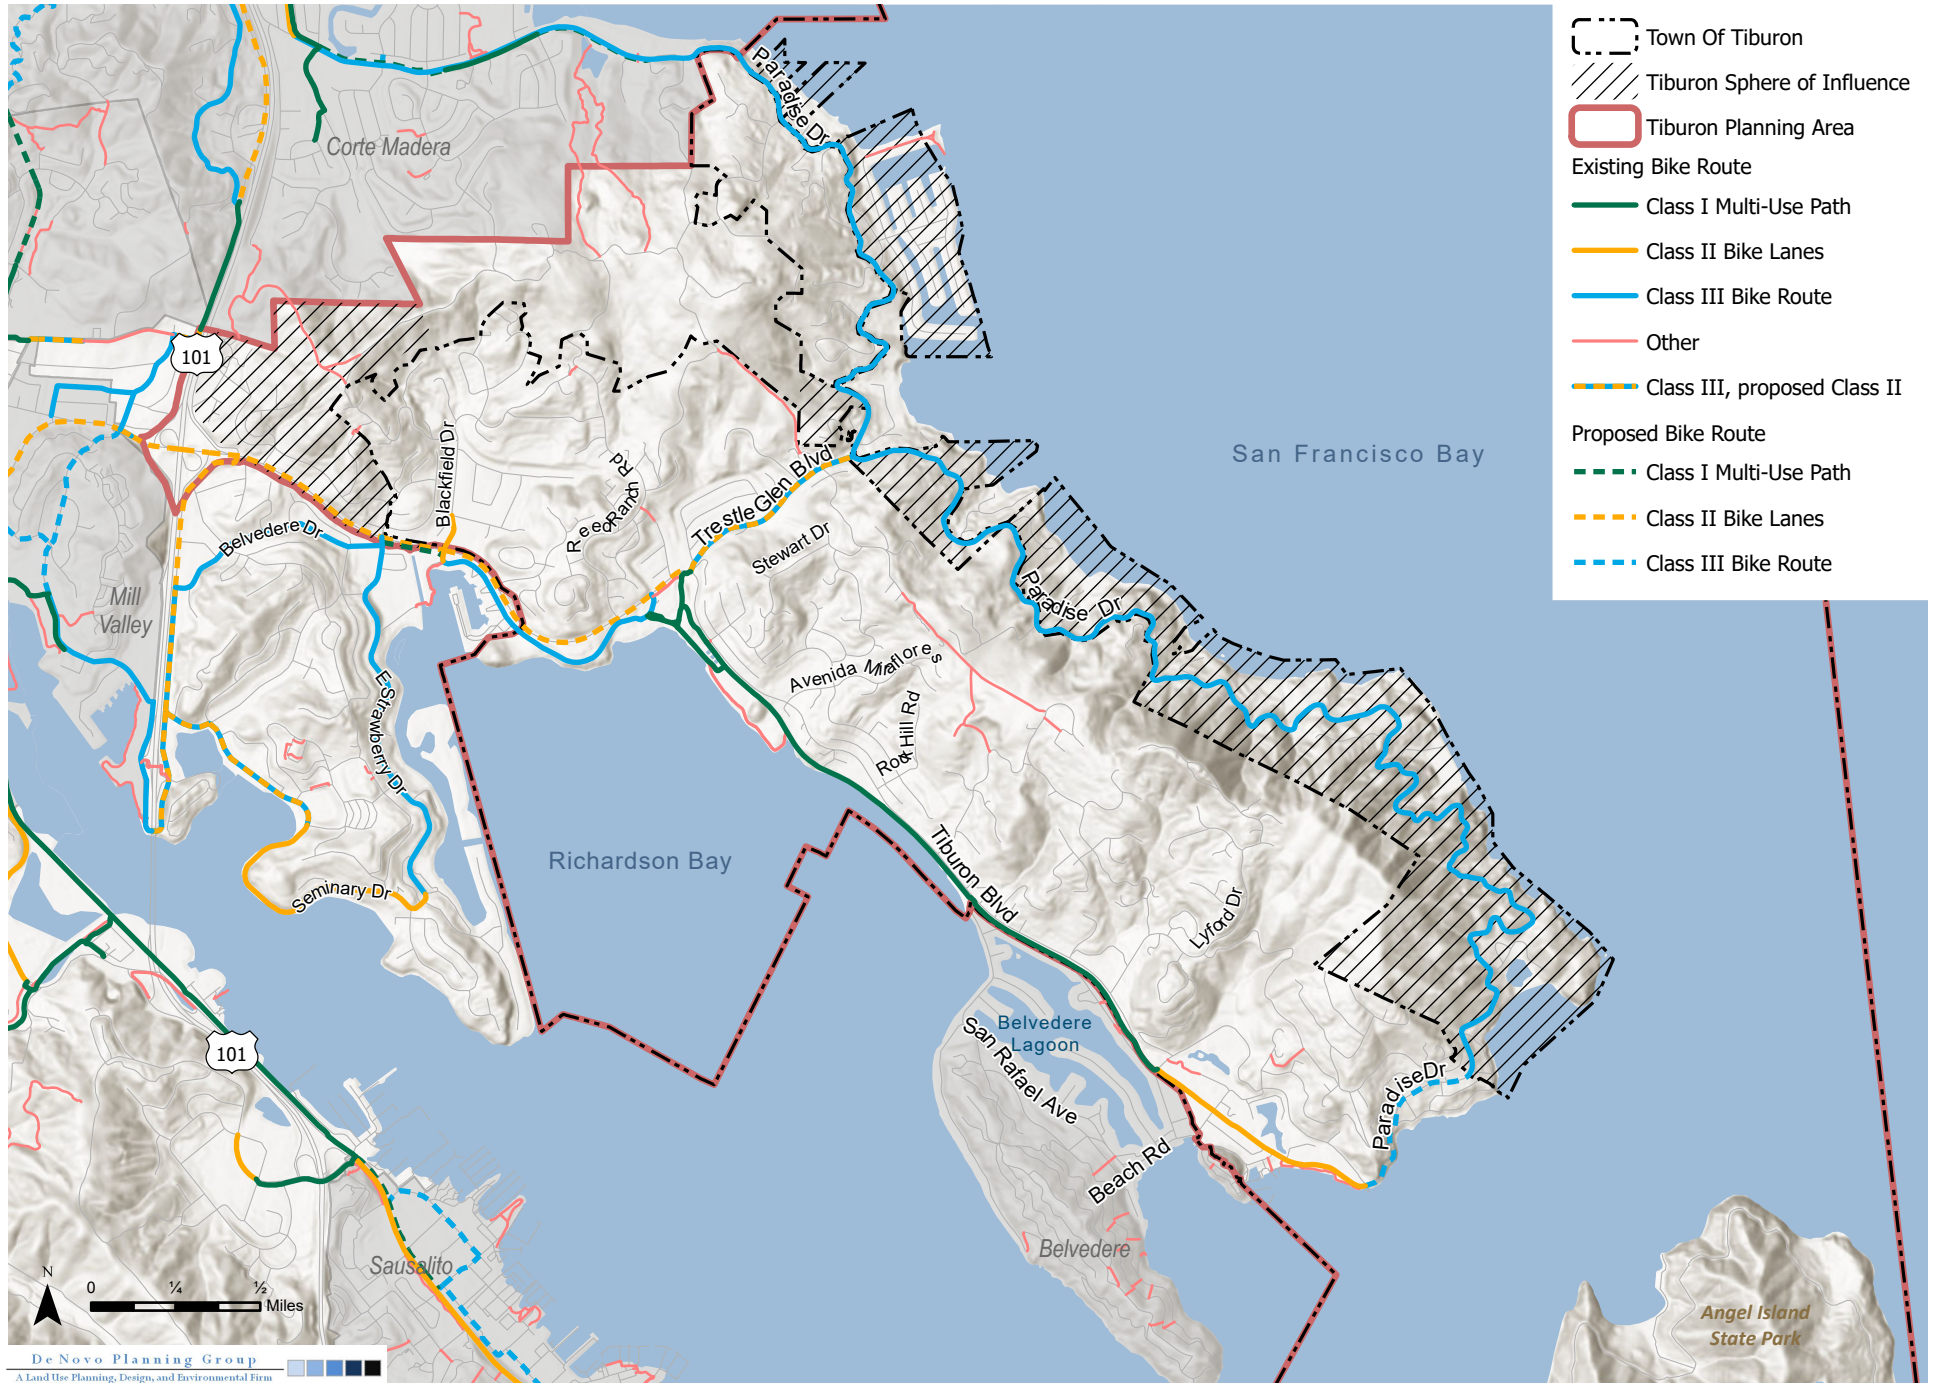 Town Of Tiburon
Tiburon Sphere of Influence
Tiburon Planning Area
Existing Bike Route
Class I Multi-Use Path
Class II Bike Lanes
Class III Bike Route
Other
Class III, proposed Class II
Proposed Bike Route
Class I Multi-Use Path
Class II Bike Lanes
Class III Bike Route
Paradise Dr
Corte Madera
101
San Francisco Bay
Blackfield Dr
Reed Ranch Rd
Trestle Glen Blvd
Stewart Dr
Belvedere Dr
Mill
Valley
Paradise Dr
Avenida Miraflores
Rock Hill Rd
E Strawberry Dr
Seminary Dr
Richardson Bay
Tiburon Blvd
Lyford Dr
Belvedere
Lagoon
San Rafael Ave
101
Paradise Dr
Beach Rd
Belvedere
Sausalito
Angel Island
State Park
N
0 ¼ ½
Miles
De Novo Planning Group
A Land Use Planning, Design, and Environmental Firm